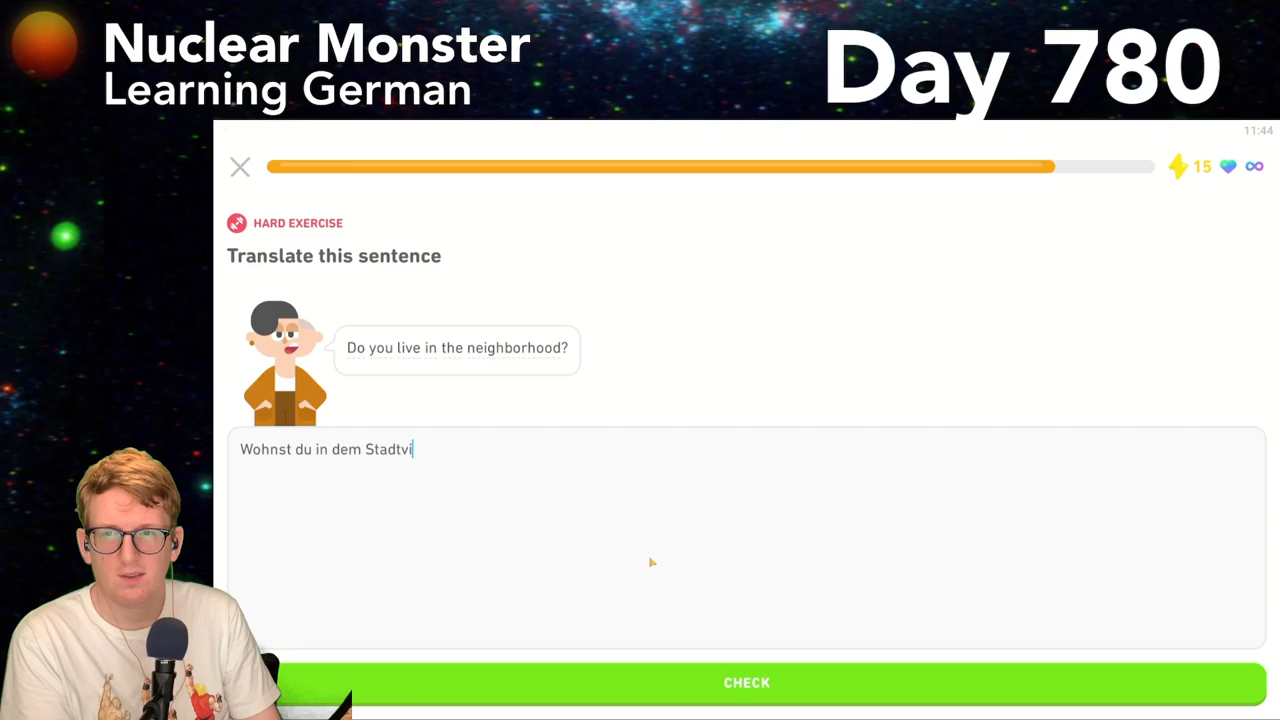 Nuclear Monster
Learning German
Day 780
11:44
15
HARD EXERCISE
Translate this sentence
Do you live in the neighborhood?
Wohnst du in dem Stadtvi
CHECK